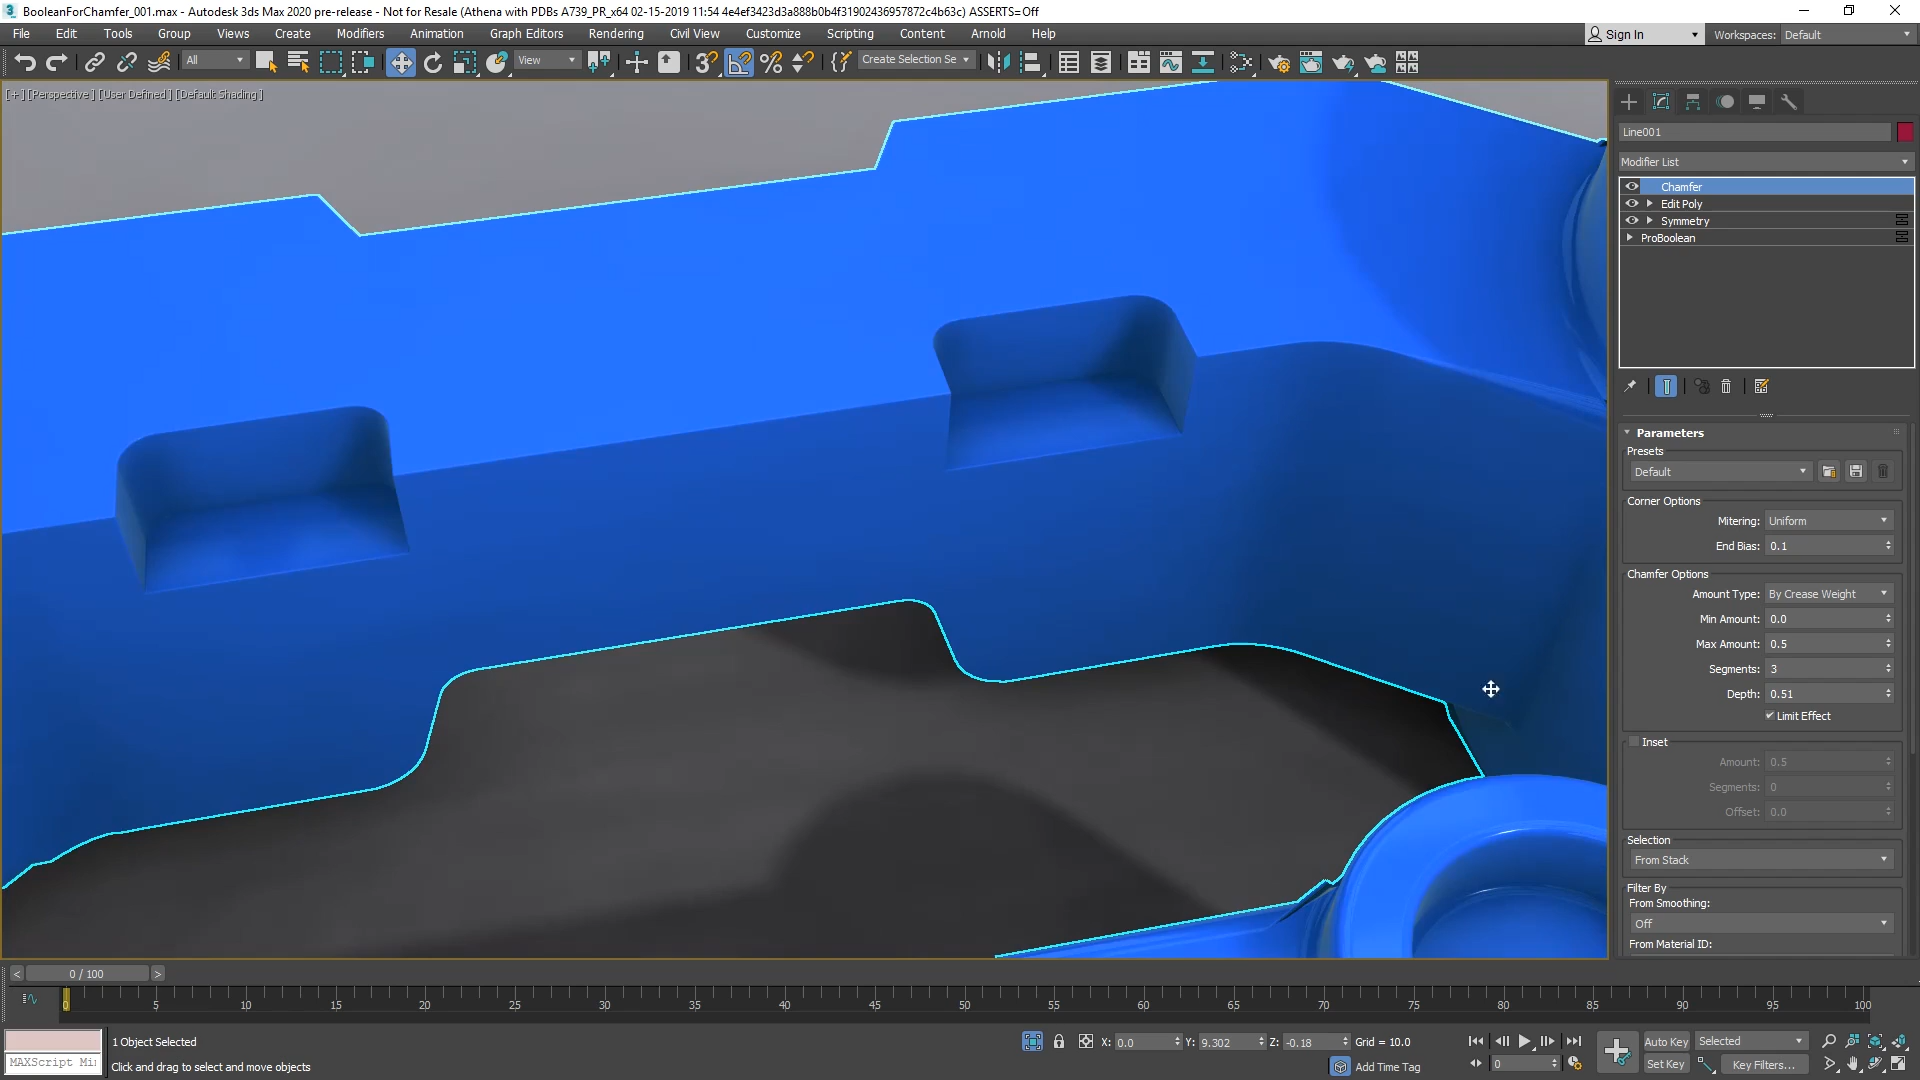 BooleanForChamfer_001.max - Autodesk 3ds Max 2020 pre-release - Not for Resale (Athena with PDBs A739_PR_x64 02-15-2019 11:54 4e4ef3423d3a888b0b4f31902436957872c4b63c) ASSERTS=Off
File Edit Tools Group Views Create Modifiers Animation Graph Editors Rendering Civil View Customize Scripting Content Arnold Help
Sign In Workspaces: Default
All View Create Selection Se
[+] [Perspective] [User Defined] [Default Shading]
Line001
Modifier List
Chamfer
Edit Poly
Symmetry
ProBoolean
Parameters
Presets
Default
Corner Options
Mitering: Uniform
End Bias: 0.1
Chamfer Options
Amount Type: By Crease Weight
Min Amount: 0.0
Max Amount: 0.5
Segments: 3
Depth: 0.51
Limit Effect
Inset
Amount: 0.5
Segments: 0
Offset: 0.0
Selection
From Stack
Filter By
From Smoothing:
Off
From Material ID:
< 0 / 100 >
0 5 10 15 20 25 30 35 40 45 50 55 60 65 70 75 80 85 90 95 100
1 Object Selected
X: 0.0 Y: 9.302 Z: -0.18 Grid = 10.0
Auto Key Selected
MAXScript Mi
Click and drag to select and move objects
Add Time Tag
0
Set Key Key Filters...